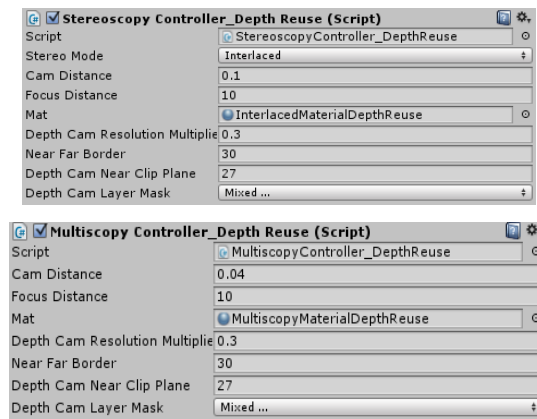 Stereoscopy Controller_Depth Reuse (Script)
Script StereoscopyController_DepthReuse
Stereo Mode Interlaced
Cam Distance 0.1
Focus Distance 10
Mat InterlacedMaterialDepthReuse
Depth Cam Resolution Multiplie 0.3
Near Far Border 30
Depth Cam Near Clip Plane 27
Depth Cam Layer Mask Mixed ...
Multiscopy Controller_Depth Reuse (Script)
Script MultiscopyController_DepthReuse
Cam Distance 0.04
Focus Distance 10
Mat MultiscopyMaterialDepthReuse
Depth Cam Resolution Multiplie 0.3
Near Far Border 30
Depth Cam Near Clip Plane 27
Depth Cam Layer Mask Mixed ...